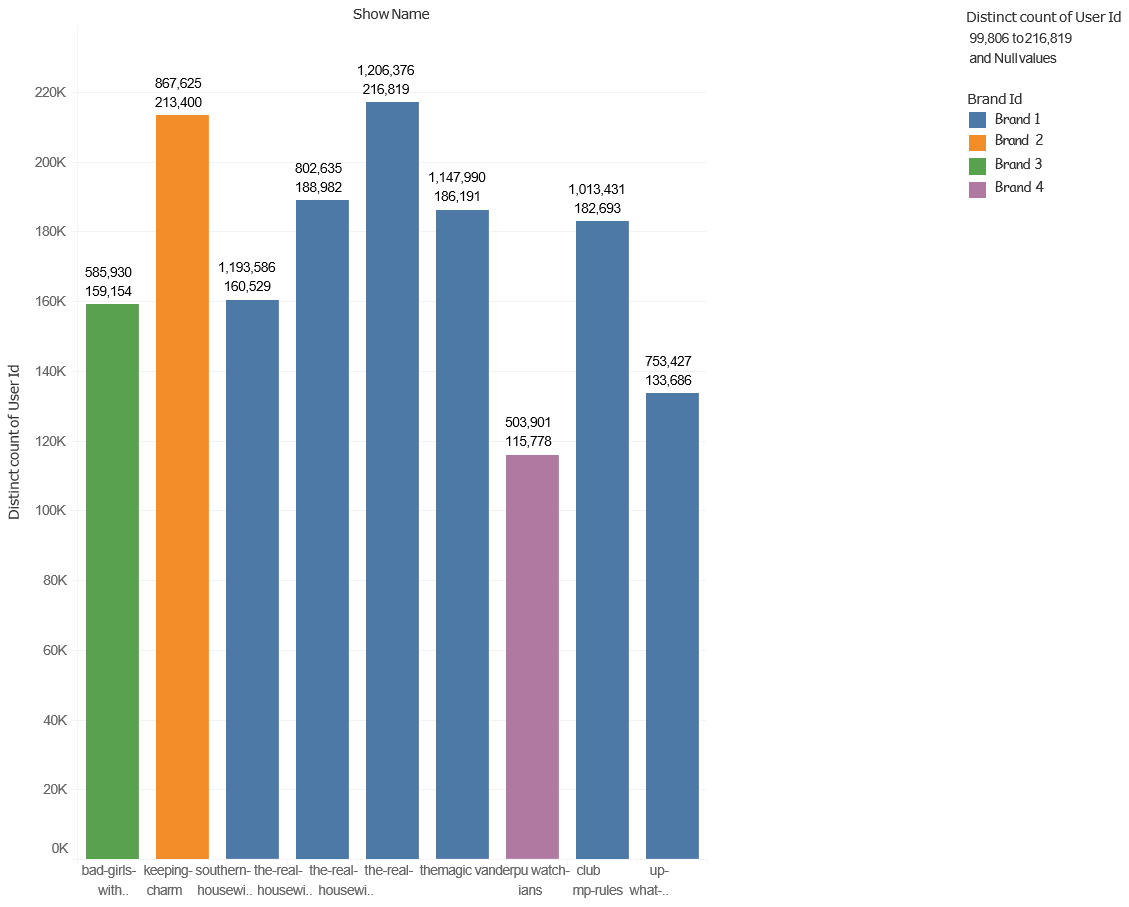 Show Name
Distinct count of User Id
99,806 to 216,819
and Null values
Brand Id
Brand 1
Brand 2
Brand 3
Brand 4
1,206,376
216,819
867,625
213,400
802,635
188,982
1,147,990
186,191
1,013,431
182,693
1,193,586
160,529
585,930
159,154
753,427
133,686
503,901
115,778
220K
200K
180K
160K
140K
120K
100K
80K
60K
40K
20K
0K
Distinct count of User Id
bad-girls- keeping- southern- the-real- the-real- the-real- themagic vanderpu watch- club up-
with.. charm housewi.. housewi.. housewi.. ians mp-rules what-..